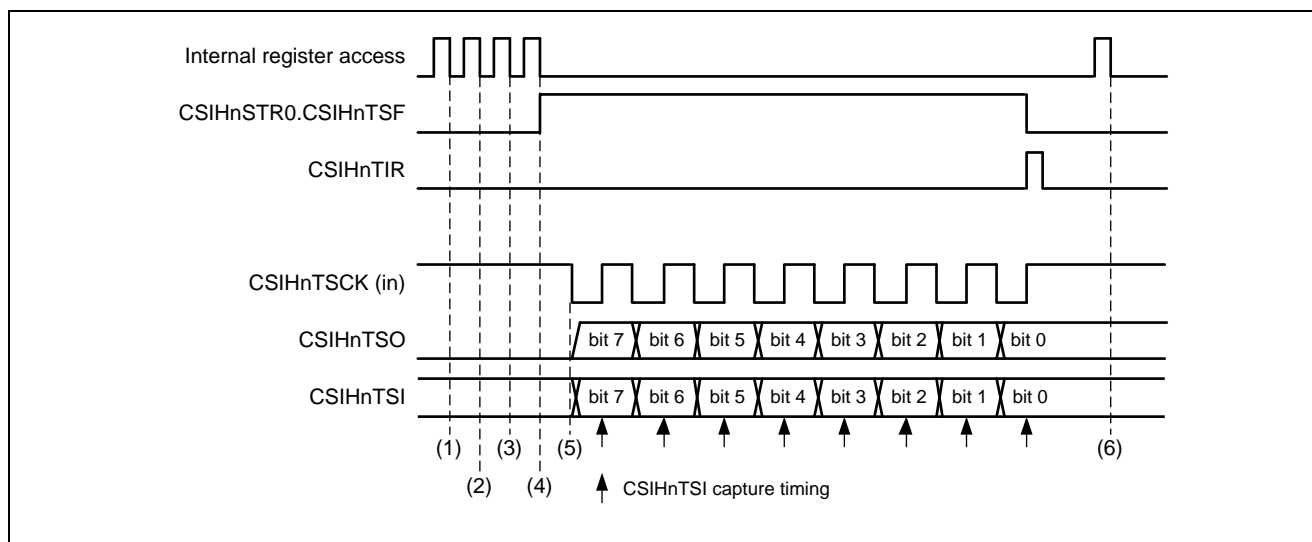 Internal register access
CSIHnSTR0.CSIHnTSF
CSIHnTIR
CSIHnTSCK (in)
CSIHnTSO
bit 7 bit 6 bit 5 bit 4 bit 3 bit 2 bit 1 bit 0
CSIHnTSI
bit 7 bit 6 bit 5 bit 4 bit 3 bit 2 bit 1 bit 0
(1) (3) (5) (6)
(2) (4) CSIHnTSI capture timing